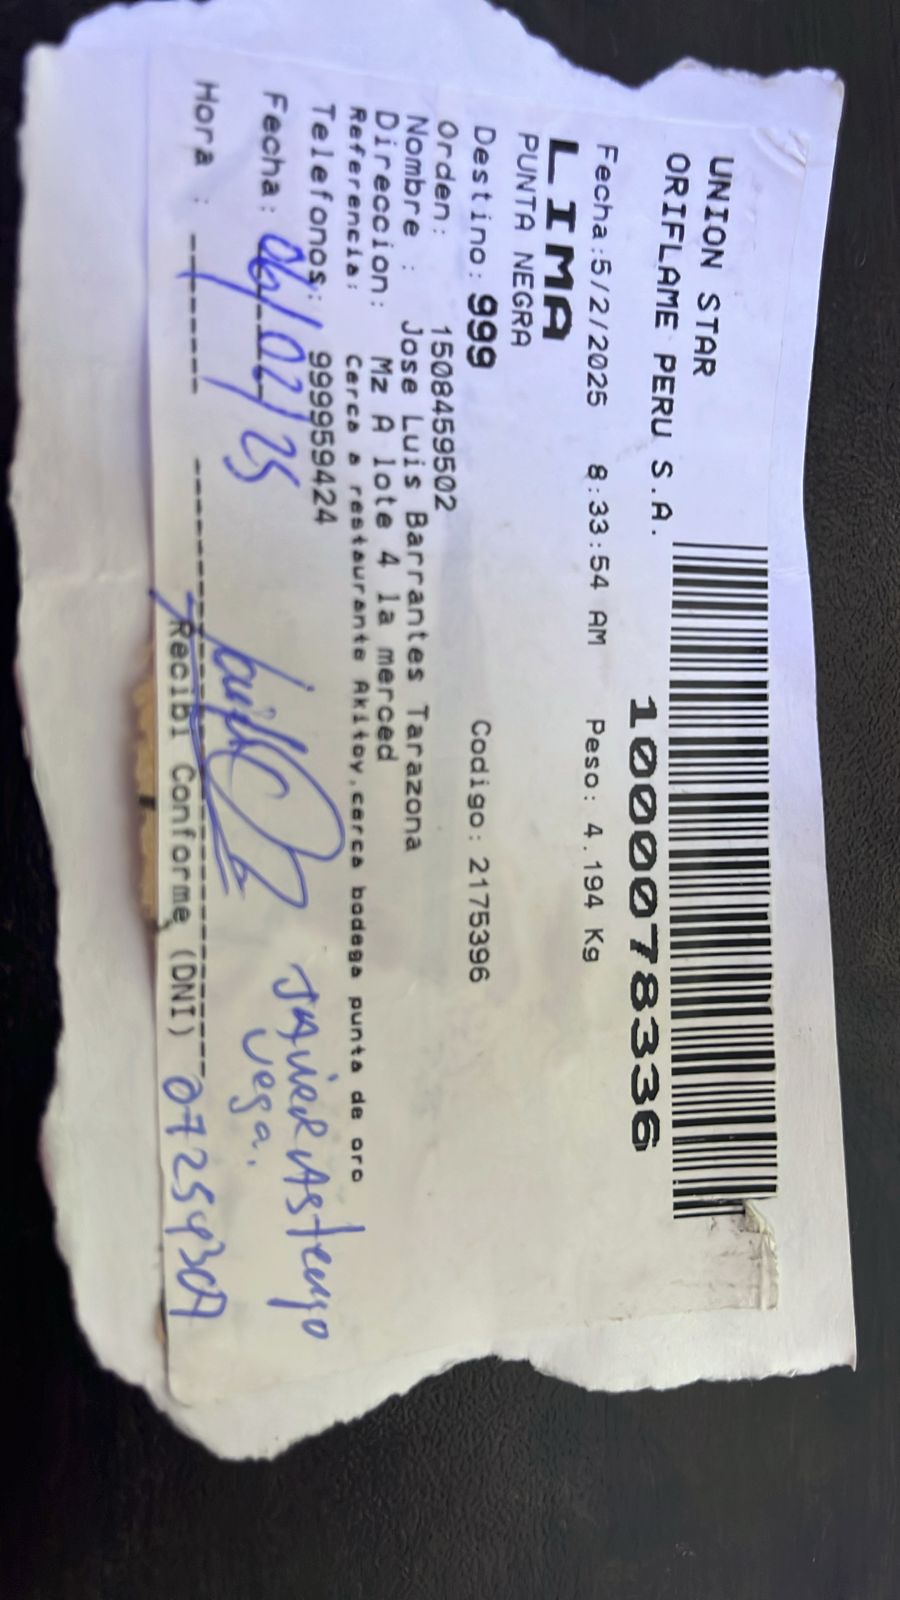 UNION STAR
ORIFLAME PERU S.A.
1000078336
Fecha:5/2/2025 8:33:54 AM Peso: 4.194 Kg
LIMA
PUNTA NEGRA
Destino: 999 Codigo: 2175396
Orden: 1508459502
Nombre : Jose Luis Barrantes Tarazona
Direccion: Mz A lote 4 la merced
Referencia: Cerca a restaurante Akitoy,cerca bodega punta de oro
Telefonos: 999959424
Fecha: 06/02/25
JAVIER
Vega.
Hora :
Recibi Conforme (DNI)